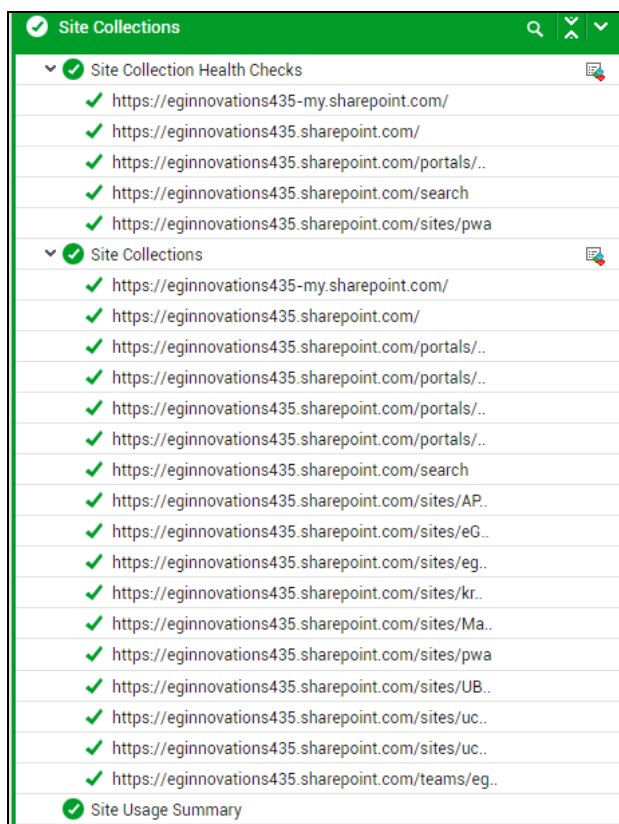 Site Collections
Site Collection Health Checks
https://eginnovations435-my.sharepoint.com/
https://eginnovations435.sharepoint.com/
https://eginnovations435.sharepoint.com/portals/..
https://eginnovations435.sharepoint.com/search
https://eginnovations435.sharepoint.com/sites/pwa
Site Collections
https://eginnovations435-my.sharepoint.com/
https://eginnovations435.sharepoint.com/
https://eginnovations435.sharepoint.com/portals/..
https://eginnovations435.sharepoint.com/portals/..
https://eginnovations435.sharepoint.com/portals/..
https://eginnovations435.sharepoint.com/portals/..
https://eginnovations435.sharepoint.com/search
https://eginnovations435.sharepoint.com/sites/AP..
https://eginnovations435.sharepoint.com/sites/eG..
https://eginnovations435.sharepoint.com/sites/eg..
https://eginnovations435.sharepoint.com/sites/kr..
https://eginnovations435.sharepoint.com/sites/Ma..
https://eginnovations435.sharepoint.com/sites/pwa
https://eginnovations435.sharepoint.com/sites/UB..
https://eginnovations435.sharepoint.com/sites/uc..
https://eginnovations435.sharepoint.com/sites/uc..
https://eginnovations435.sharepoint.com/teams/eg..
Site Usage Summary